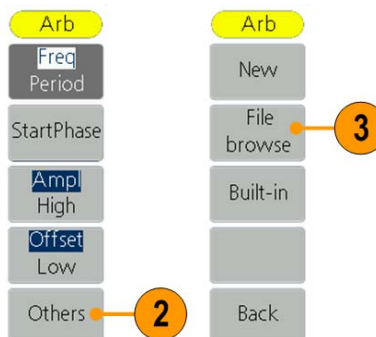 Arb
Freq
Period
StartPhase
Ampl
High
Offset
Low
Others
2
Arb
New
File
browse
3
Built-in
Back